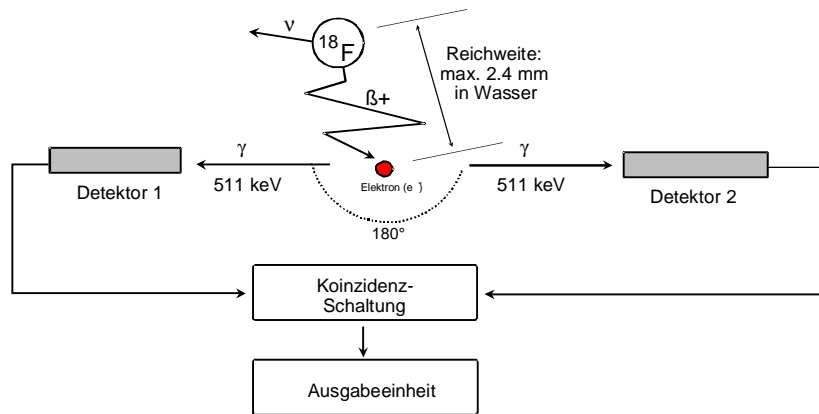 ν
18F
Reichweite:
max. 2.4 mm
in Wasser
ß+
γ
511 keV
Detektor 1
Elektron (e⁻)
180°
γ
511 keV
Detektor 2
Koinzidenz-
Schaltung
Ausgabeeinheit